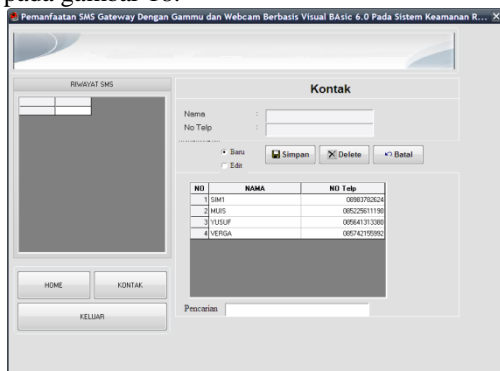 pada gambar 18.
Pemanfaatan SMS Gateway Dengan Gammu dan Webcam Berbasis Visual BAsic 6.0 Pada Sistem Keamanan R...
RIWAYAT SMS
Kontak
Nama :
No Telp :
Baru
Edit
Simpan
Delete
Batal
NO NAMA NO Telp
1 SIM1 08983782624
2 MUIS 085225611190
3 YUSUF 085641313388
4 VERGA 085742155992
HOME
KONTAK
KELUAR
Pencarian